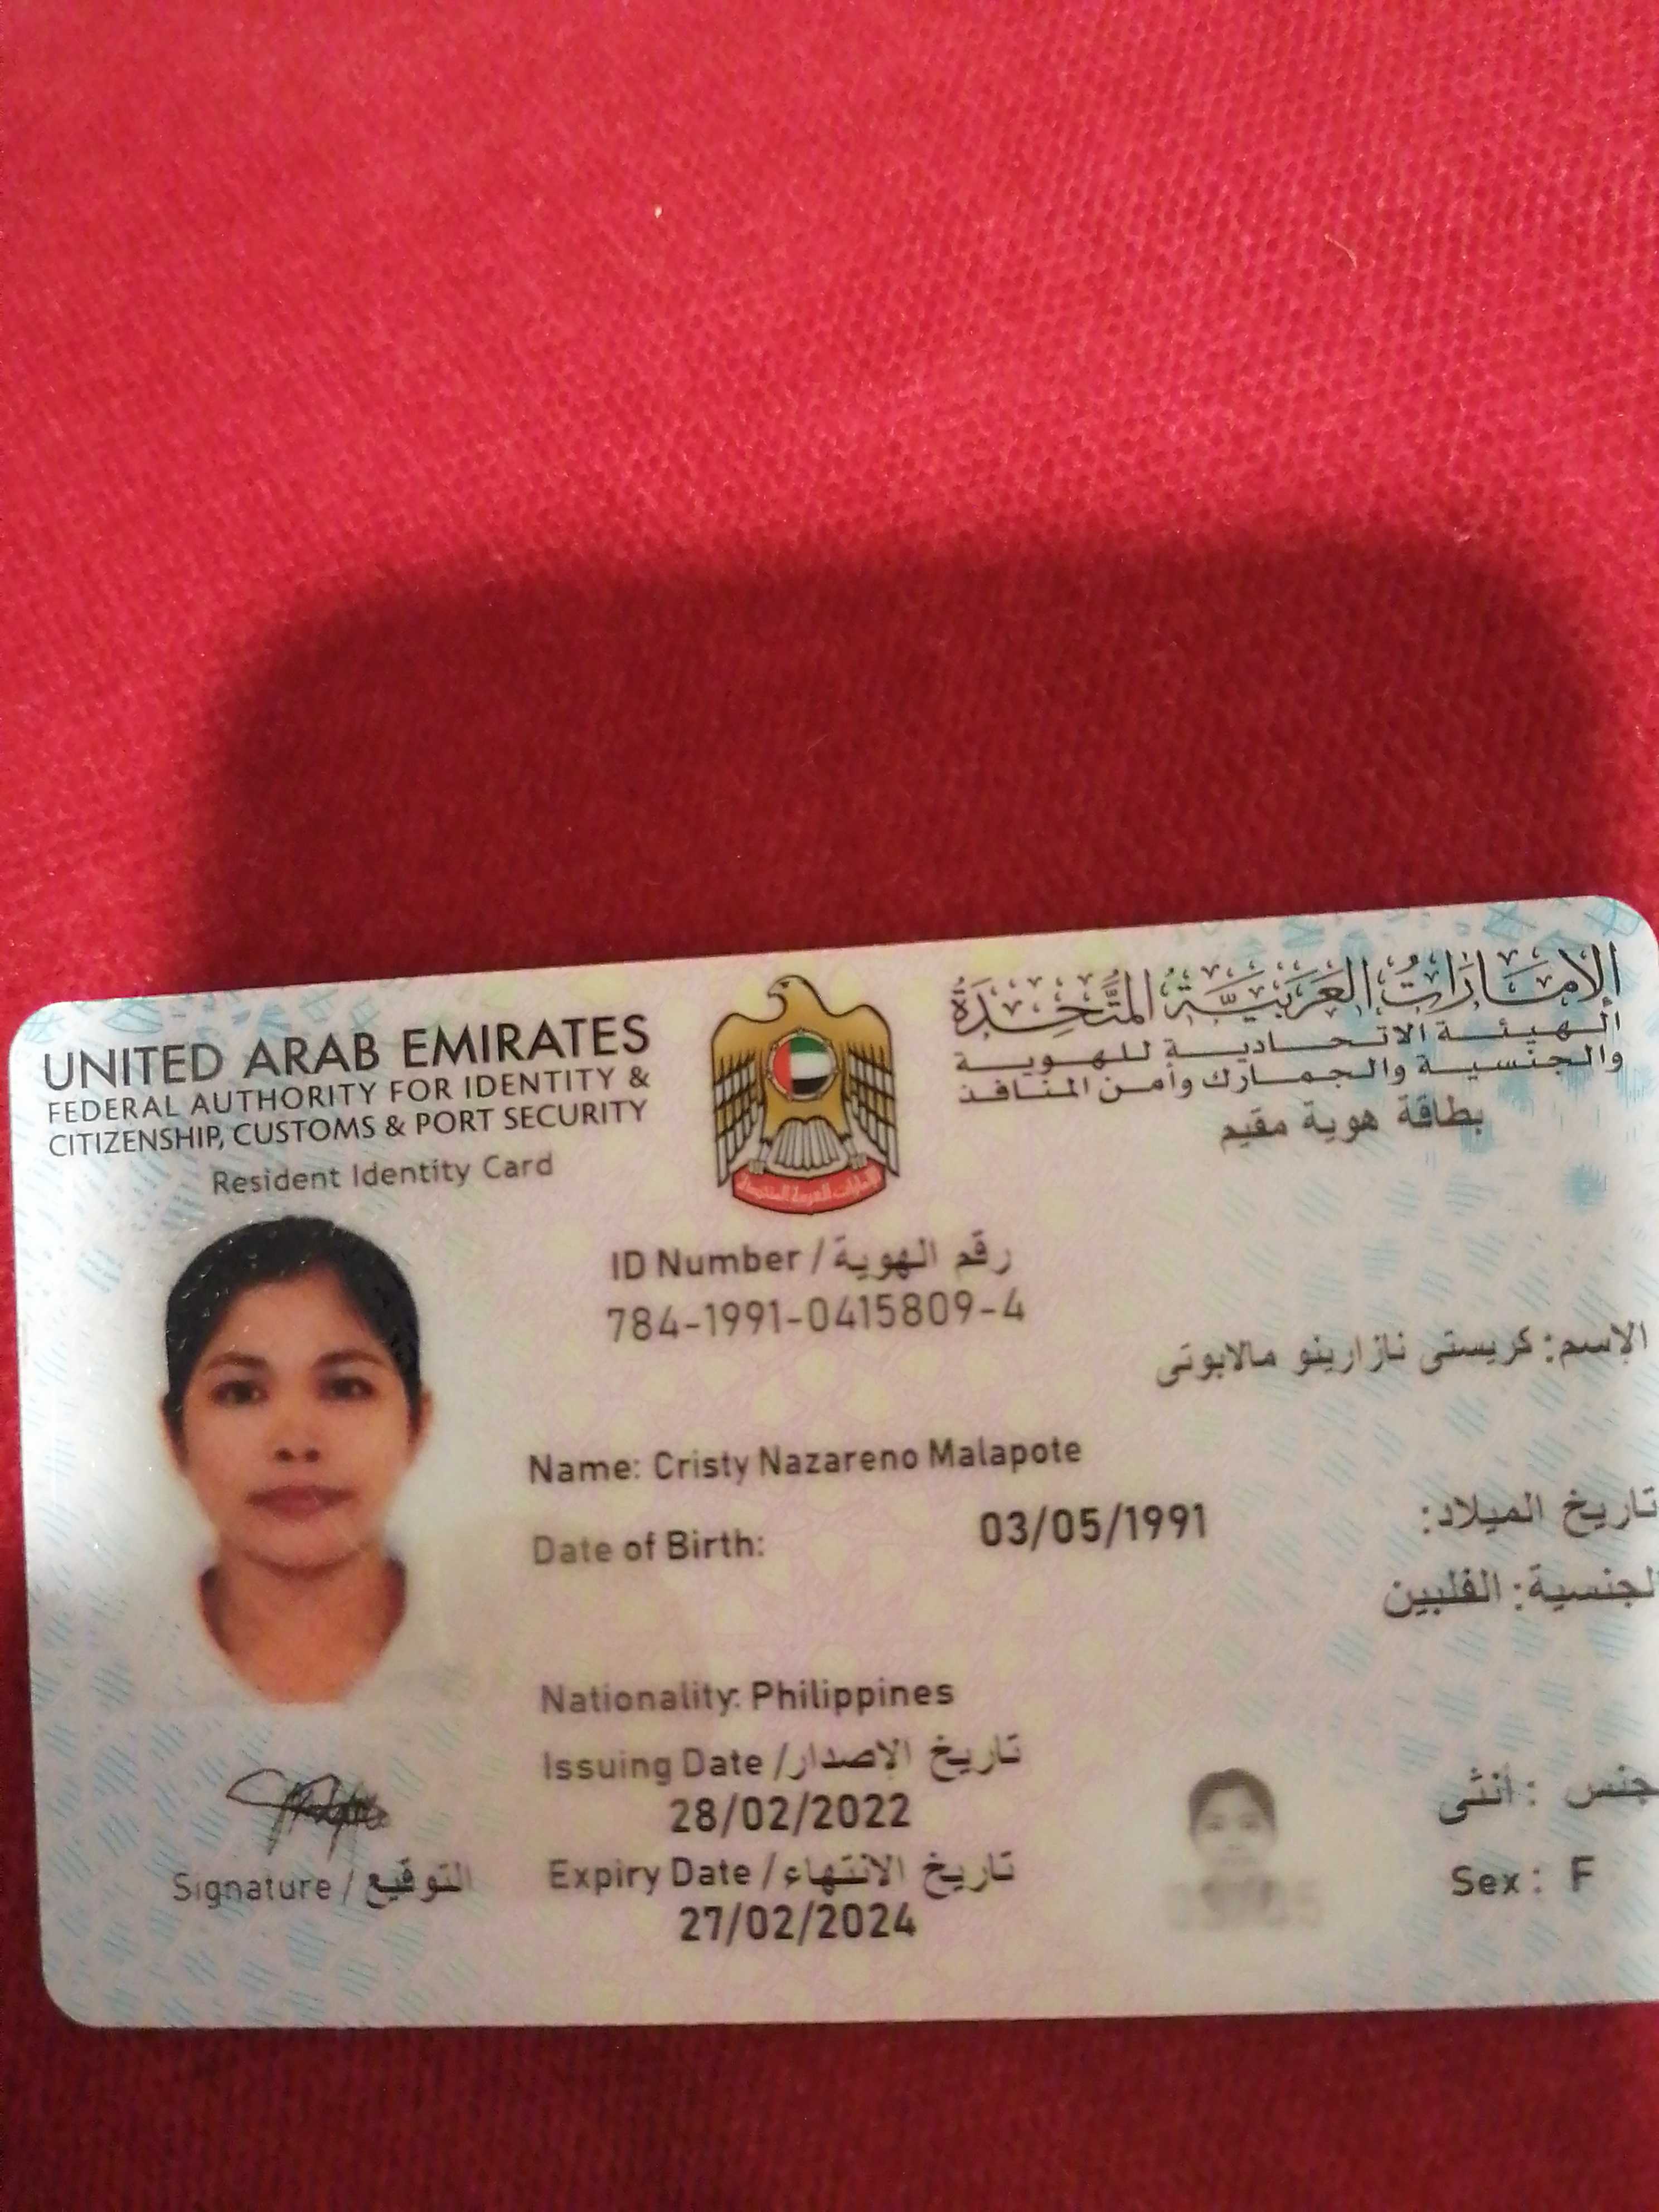 UNITED ARAB EMIRATES
FEDERAL AUTHORITY FOR IDENTITY &
CITIZENSHIP, CUSTOMS & PORT SECURITY
Resident Identity Card
الإمارات العربية المتحدة
الهيئة الاتحادية للهوية
والجنسية والجمارك وأمن المنافذ
بطاقة هوية مقيم
ID Number / رقم الهوية
784-1991-0415809-4
الإسم: كريستى نازارينو مالابوتى
Name: Cristy Nazareno Malapote
Date of Birth: 03/05/1991 تاريخ الميلاد:
لجنسية: الفلبين
Nationality: Philippines
Issuing Date / تاريخ الإصدار
28/02/2022
جنس : أنثى
Expiry Date / تاريخ الانتهاء
27/02/2024
Sex: F
Signature / التوقيع